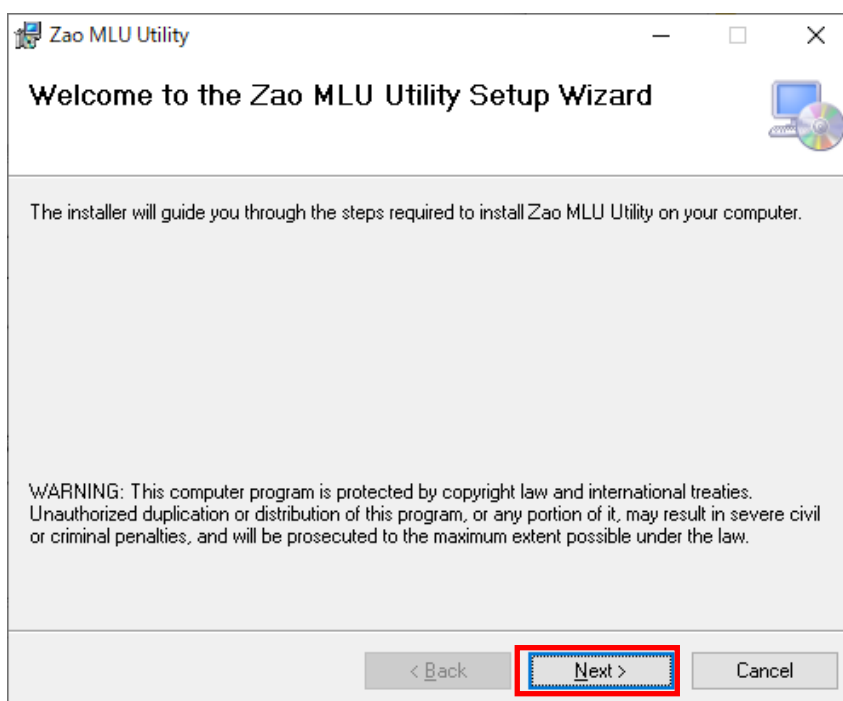 Zao MLU Utility
Welcome to the Zao MLU Utility Setup Wizard
The installer will guide you through the steps required to install Zao MLU Utility on your computer.
WARNING: This computer program is protected by copyright law and international treaties.
Unauthorized duplication or distribution of this program, or any portion of it, may result in severe civil
or criminal penalties, and will be prosecuted to the maximum extent possible under the law.
< Back Next > Cancel